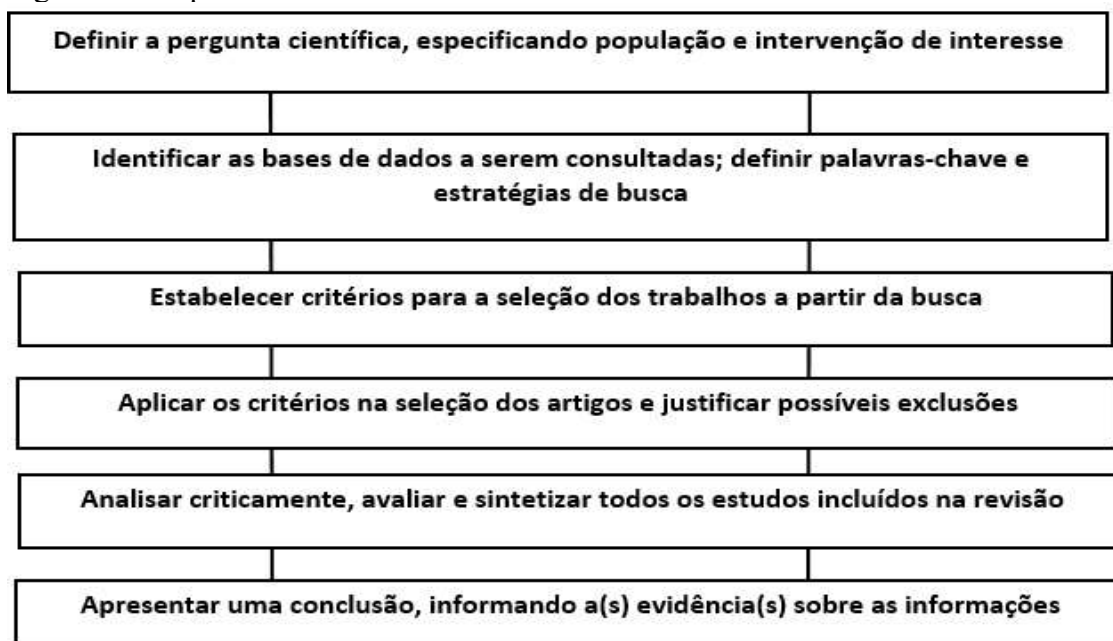 Definir a pergunta científica, especificando população e intervenção de interesse
Identificar as bases de dados a serem consultadas; definir palavras-chave e
estratégias de busca
Estabelecer critérios para a seleção dos trabalhos a partir da busca
Aplicar os critérios na seleção dos artigos e justificar possíveis exclusões
Analisar criticamente, avaliar e sintetizar todos os estudos incluídos na revisão
Apresentar uma conclusão, informando a(s) evidência(s) sobre as informações